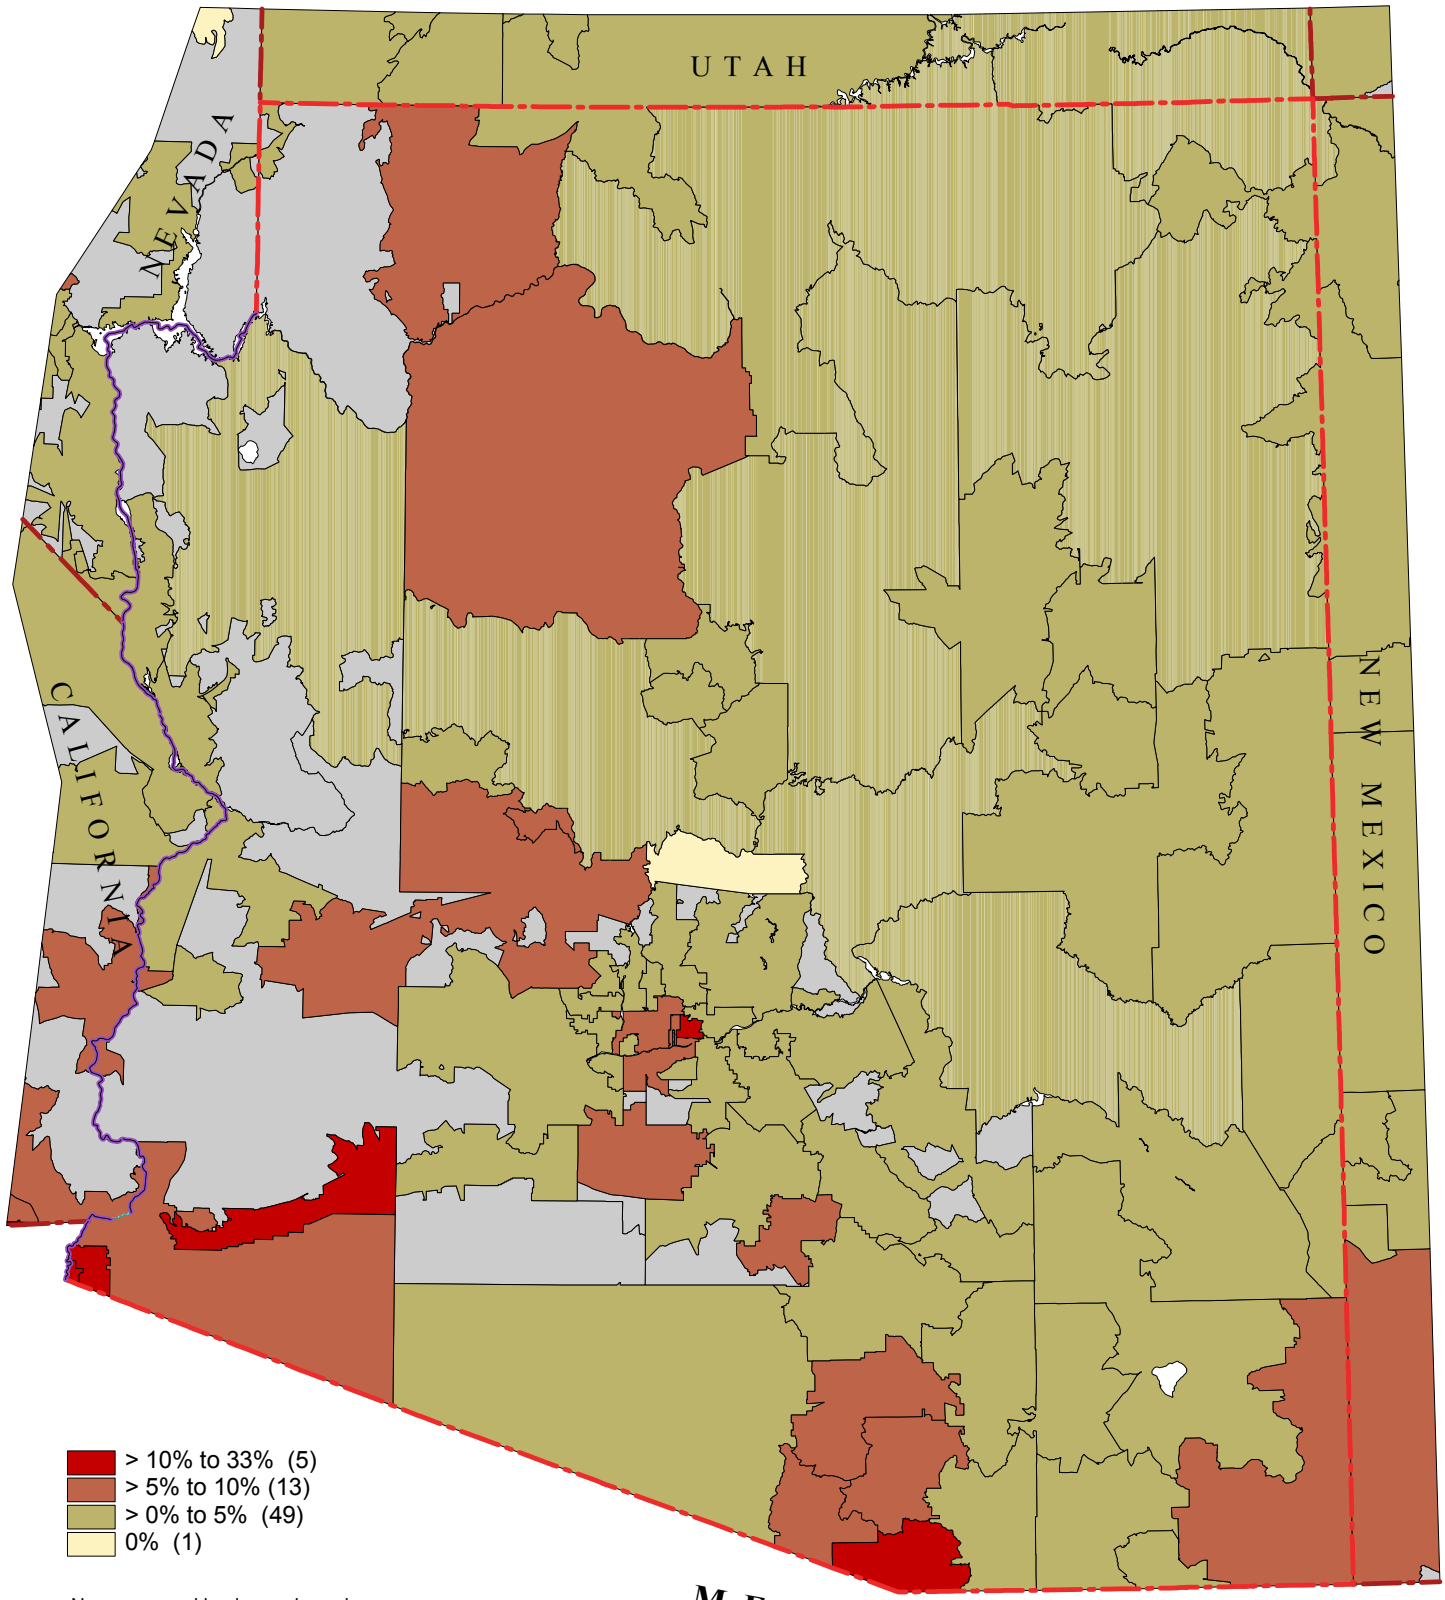 UTAH
NEVADA
CALIFORNIA
NEW MEXICO
> 10% to 33% (5)
> 5% to 10% (13)
> 0% to 5% (49)
0% (1)